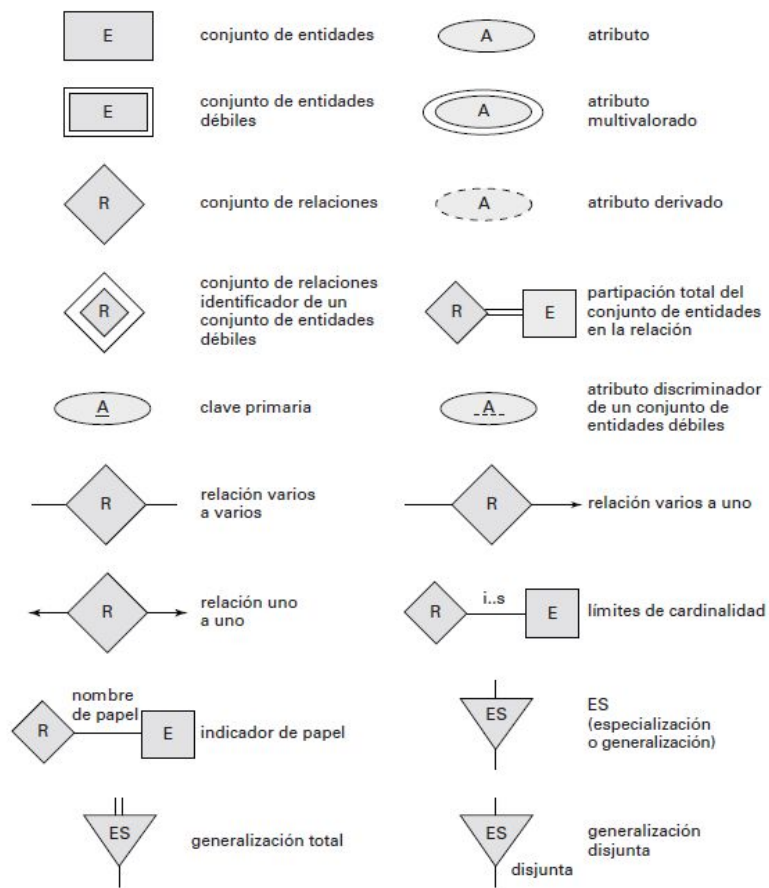 E
conjunto de entidades
A
atributo
E
conjunto de entidades
débiles
A
atributo
multivalorado
R
conjunto de relaciones
A
atributo derivado
R
conjunto de relaciones
identificador de un
conjunto de entidades
débiles
R
E
partipación total del
conjunto de entidades
en la relación
A
clave primaria
A
atributo discriminador
de un conjunto de
entidades débiles
R
relación varios
a varios
R
relación varios a uno
R
relación uno
a uno
R
i..s
E
límites de cardinalidad
R
nombre
de papel
E
indicador de papel
ES
ES
(especialización
o generalización)
ES
generalización total
ES
disjunta
generalización
disjunta